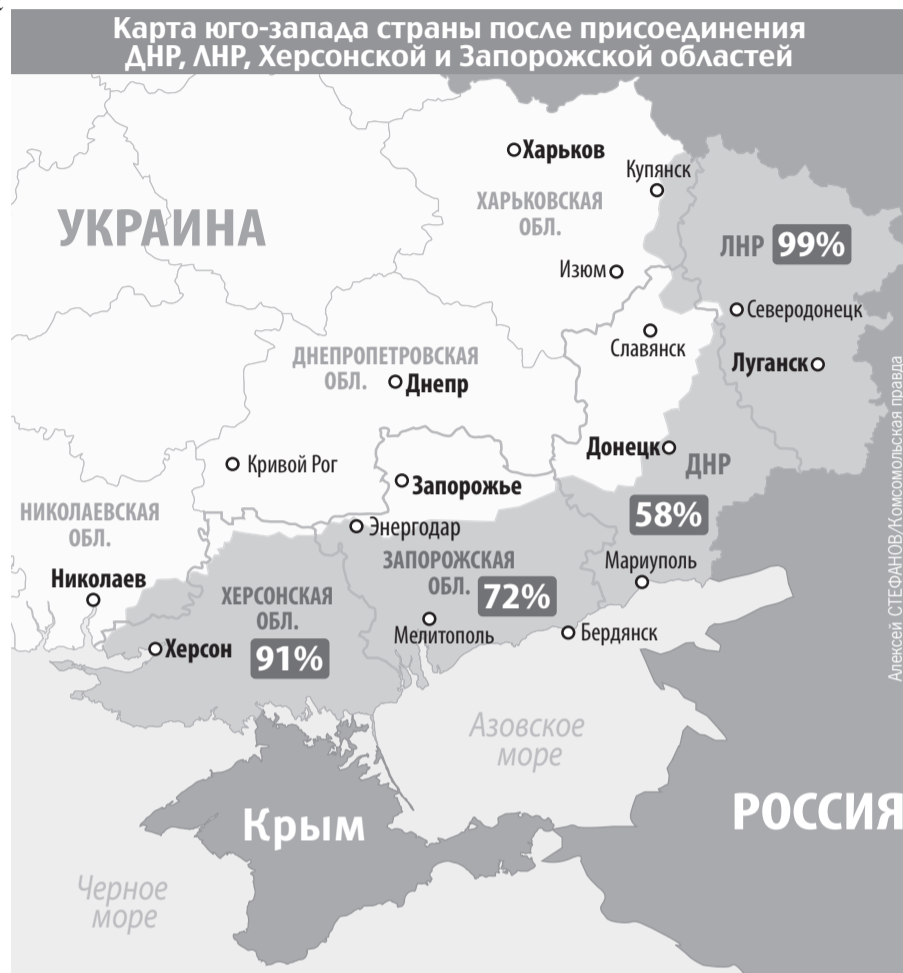 Карта юго-запада страны после присоединения
ДНР, ЛНР, Херсонской и Запорожской областей
Харьков
Купянск
ХАРЬКОВСКАЯ
ОБЛ.
УКРАИНА
ЛНР 99%
Изюм
Северодонецк
Славянск
ДНЕПРОПЕТРОВСКАЯ
ОБЛ.
Днепр
Луганск
Донецк
ДНР
58%
Кривой Рог
Запорожье
Энергодар
НИКОЛАЕВСКАЯ
ОБЛ.
Николаев
ЗАПОРОЖСКАЯ
ОБЛ. 72%
Мариуполь
ХЕРСОНСКАЯ
ОБЛ.
91%
Херсон
Мелитополь
Бердянск
Азовское
море
Крым
РОССИЯ
Черное
море
Алексей СТЕФАНОВ/Комсомольская правда